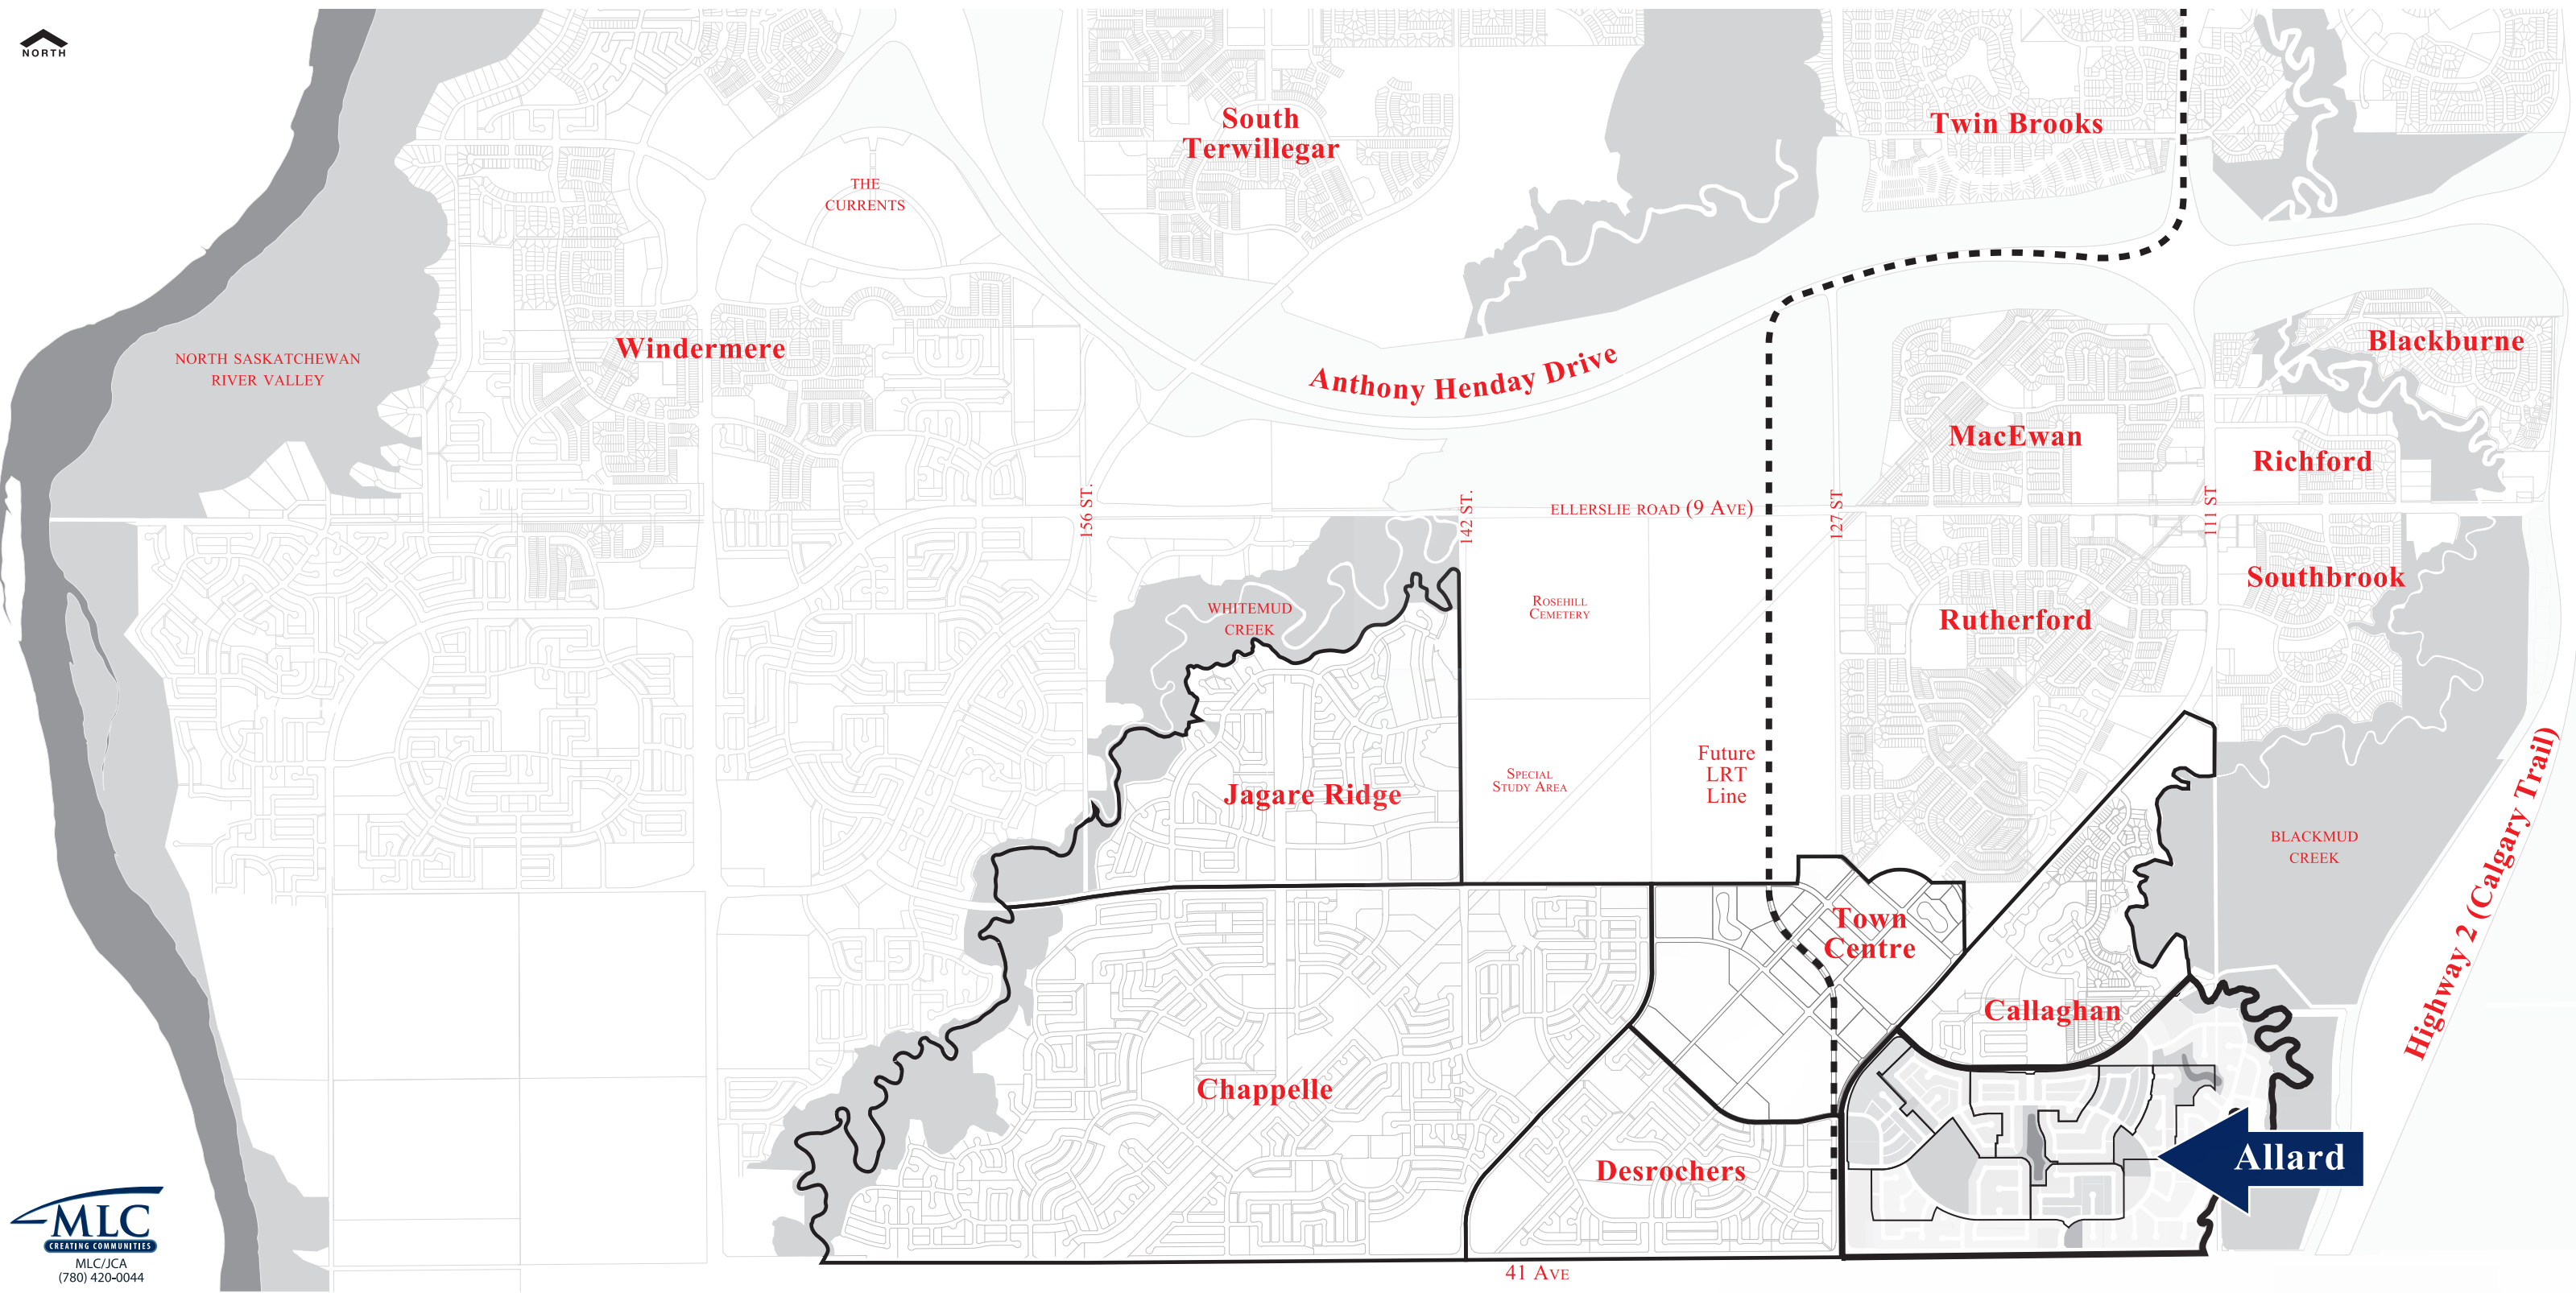 NORTH
South
Terwillegar
Twin Brooks
THE
CURRENTS
Windermere
NORTH SASKATCHEWAN
RIVER VALLEY
Anthony Henday Drive
Blackburne
MacEwan
Richford
156 ST.
142 ST.
ELLERSLIE ROAD (9 AVE)
127 ST
111 ST
Southbrook
WHITEMUD
CREEK
ROSEHILL
CEMETERY
Rutherford
Future
LRT
Line
SPECIAL
STUDY AREA
Jagare Ridge
BLACKMUD
CREEK
Highway 2 (Calgary Trail)
Town
Centre
Callaghan
Chappelle
Desrochers
Allard
41 AVE
MLC
CREATING COMMUNITIES
MLC/JCA
(780) 420-0044